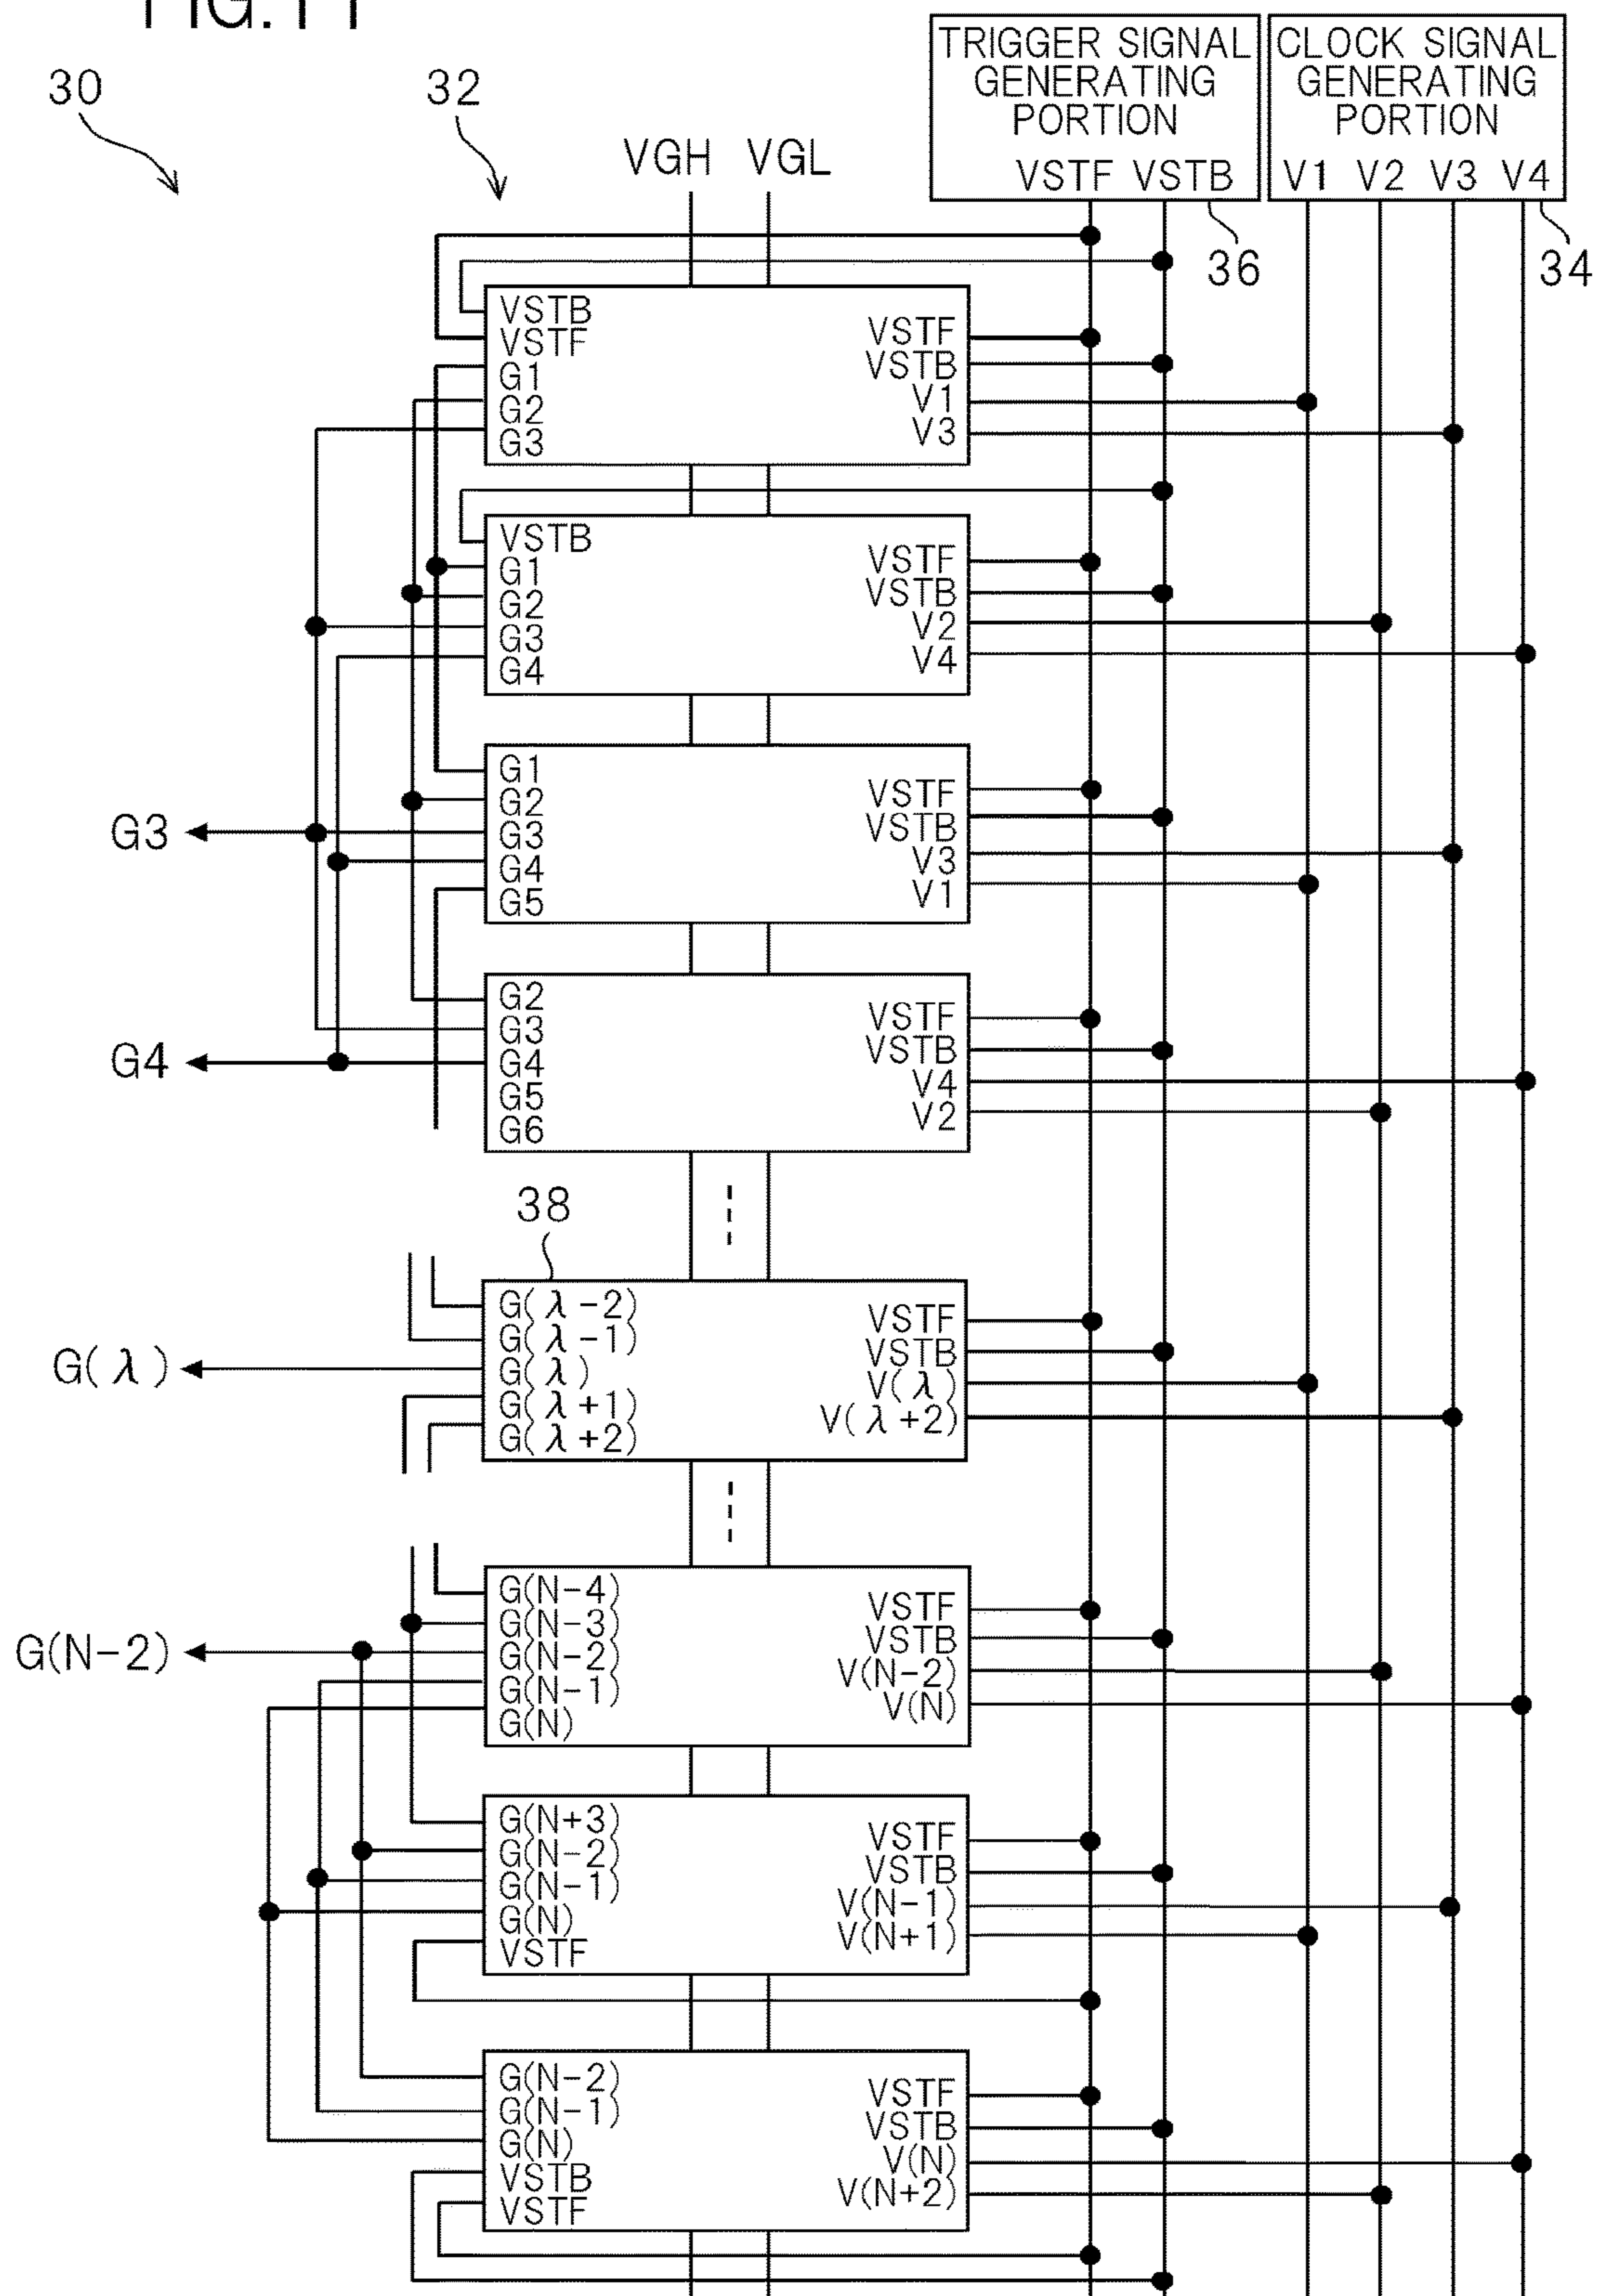 FIG.11
30
32
VGH VGL
TRIGGER SIGNAL
GENERATING
PORTION
VSTF VSTB
CLOCK SIGNAL
GENERATING
PORTION
V1 V2 V3 V4
36
34
VSTB
VSTF
G1
G2
G3
VSTF
VSTB
V1
V3
VSTB
G1
G2
G3
G4
VSTF
VSTB
V2
V4
G3
G1
G2
G3
G4
G5
VSTF
VSTB
V3
V1
G4
G2
G3
G4
G5
G6
VSTF
VSTB
V4
V2
38
G(λ)
G(λ-2)
G(λ-1)
G(λ)
G(λ+1)
G(λ+2)
VSTF
VSTB
V(λ)
V(λ+2)
G(N-2)
G(N-4)
G(N-3)
G(N-2)
G(N-1)
G(N)
VSTF
VSTB
V(N-2)
V(N)
G(N+3)
G(N-2)
G(N-1)
G(N)
VSTF
VSTF
VSTB
V(N-1)
V(N+1)
G(N-2)
G(N-1)
G(N)
VSTB
VSTF
VSTF
VSTB
V(N)
V(N+2)